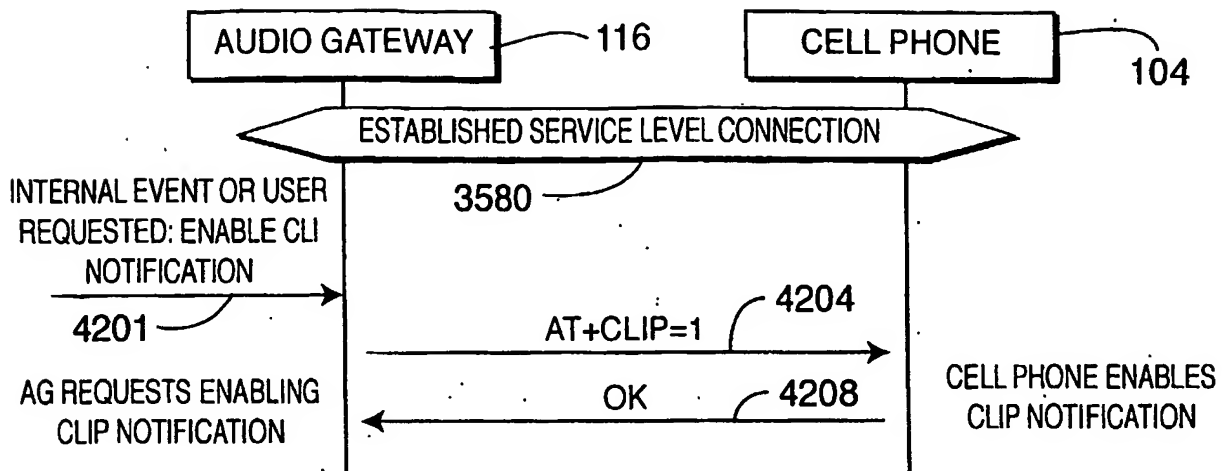 AUDIO GATEWAY
116
CELL PHONE
104
ESTABLISHED SERVICE LEVEL CONNECTION
3580
INTERNAL EVENT OR USER
REQUESTED: ENABLE CLI
NOTIFICATION
4201
4204
AT+CLIP=1
AG REQUESTS ENABLING
CLIP NOTIFICATION
OK
4208
CELL PHONE ENABLES
CLIP NOTIFICATION